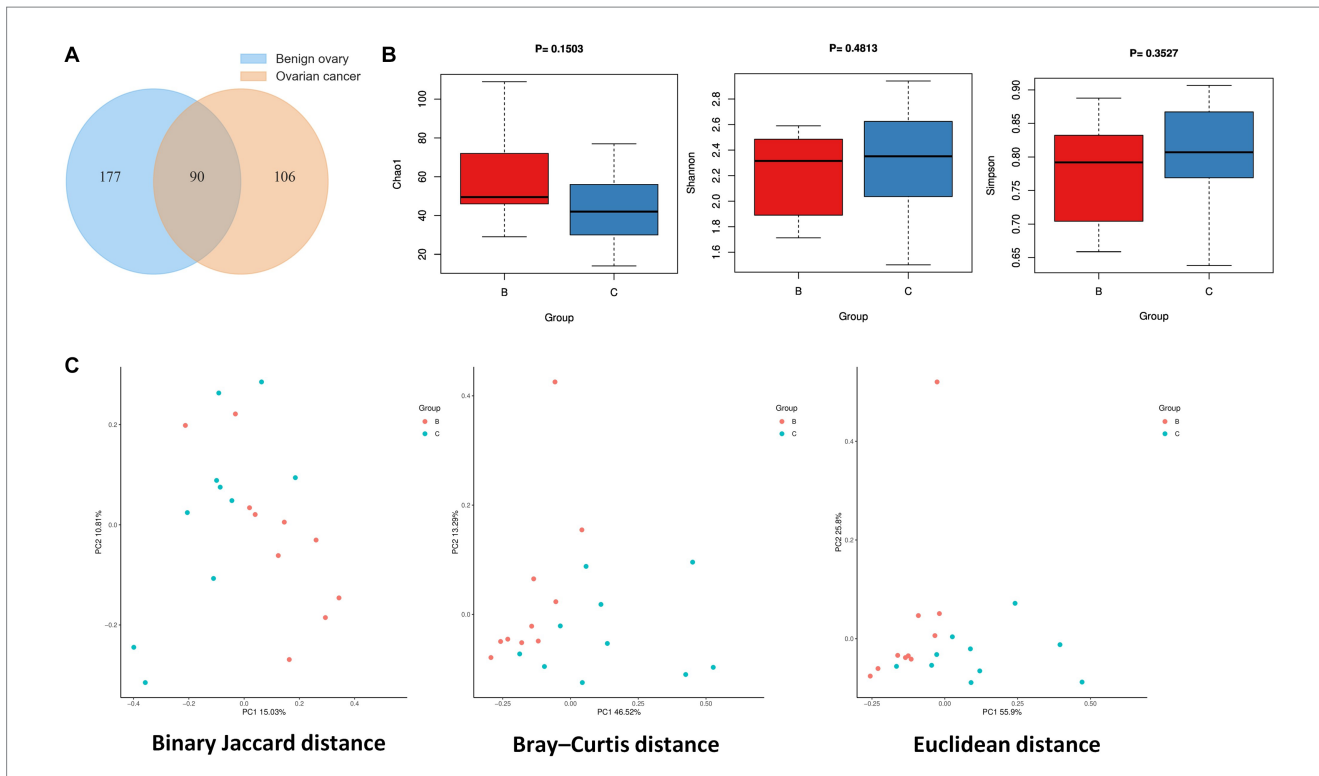 A
Benign ovary
Ovarian cancer
177
90
106
B
P= 0.1503
Chao1
100
80
60
40
20
B
C
Group
P= 0.4813
Shannon
2.8
2.6
2.4
2.2
2.0
1.8
1.6
B
C
Group
P= 0.3527
Simpson
0.90
0.85
0.80
0.75
0.70
0.65
B
C
Group
C
PC2 10.81%
0.2
0.0
-0.2
-0.4
-0.2
0.0
0.2
0.4
PC1 15.03%
Group
B
C
Binary Jaccard distance
PC2 13.29%
0.4
0.2
0.0
-0.25
0.00
0.25
0.50
PC1 46.52%
Group
B
C
Bray–Curtis distance
PC2 25.8%
0.4
0.2
0.0
-0.25
0.00
0.25
0.50
PC1 55.9%
Group
B
C
Euclidean distance